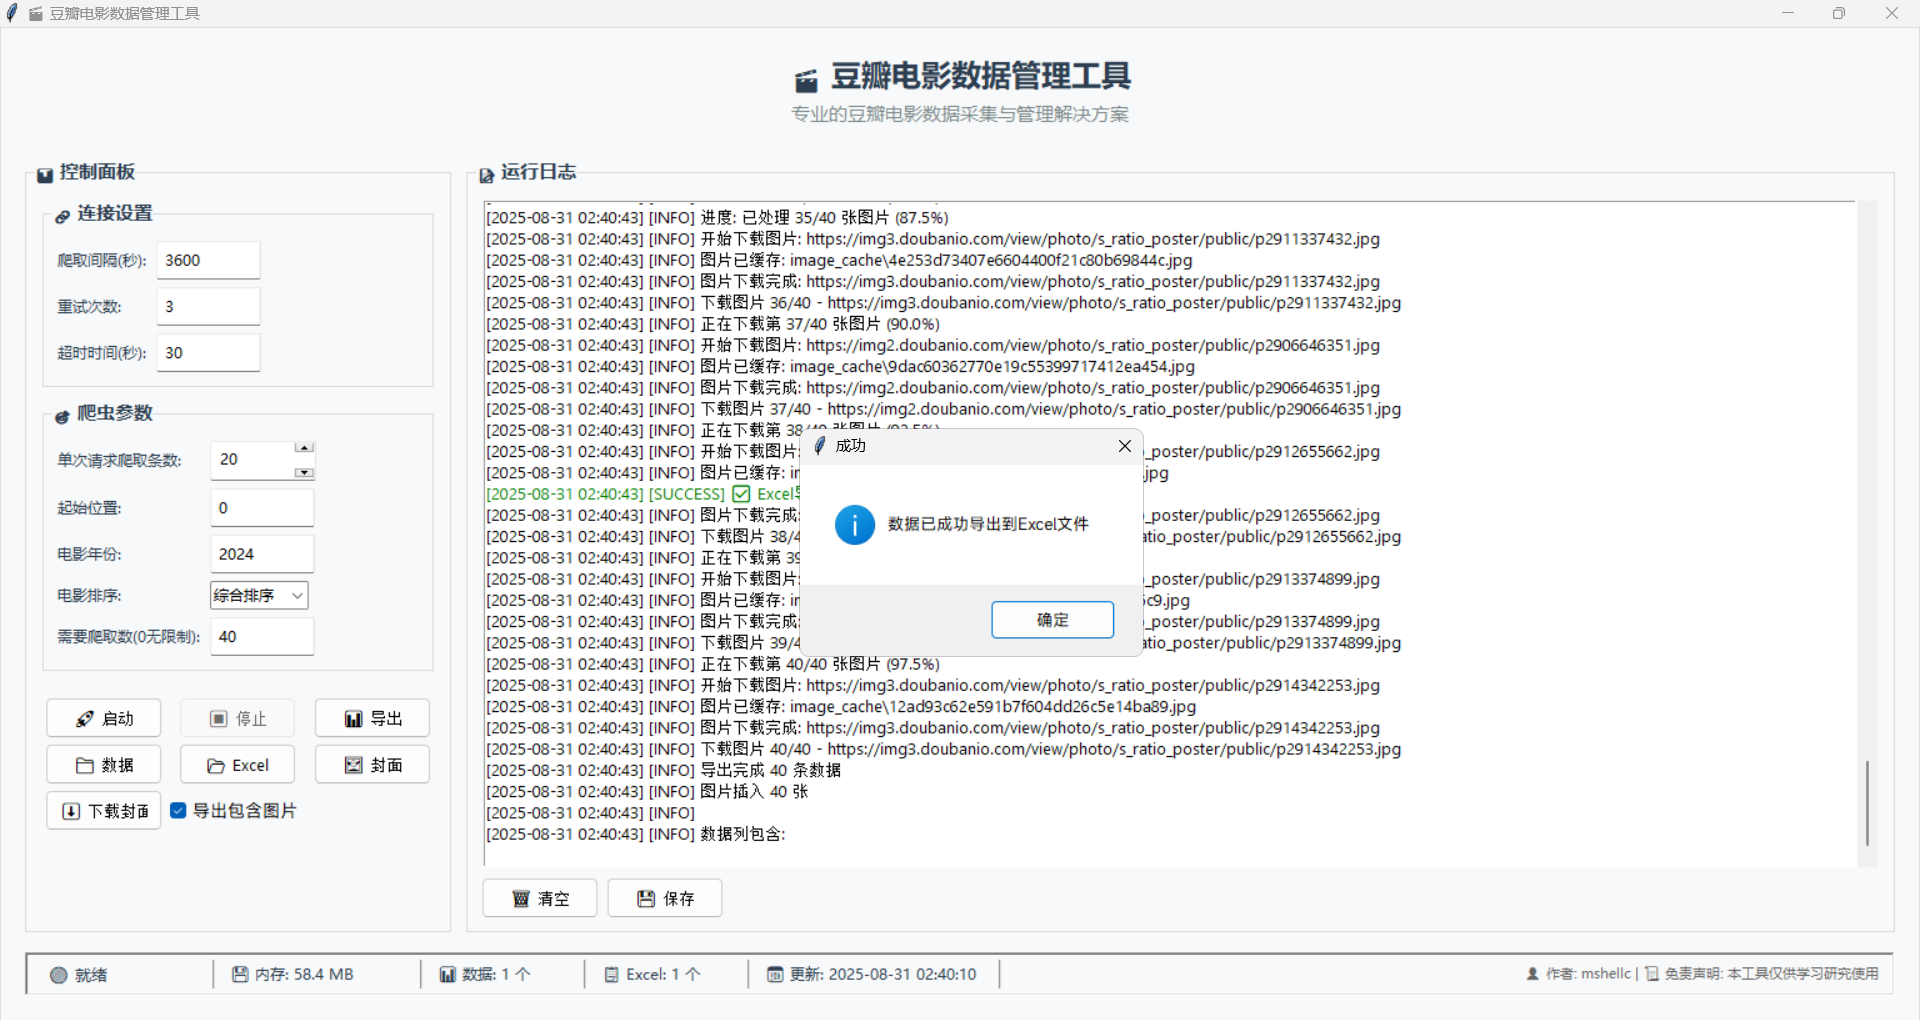 豆瓣电影数据管理工具
豆瓣电影数据管理工具
专业的豆瓣电影数据采集与管理解决方案
控制面板
连接设置
爬取间隔(秒): 3600
重试次数: 3
超时时间(秒): 30
爬虫参数
单次请求爬取条数: 20
起始位置: 0
电影年份: 2024
电影排序: 综合排序
需要爬取数(0无限制): 40
启动 停止 导出
数据 Excel 封面
下载封面 导出包含图片
运行日志
[2025-08-31 02:40:43] [INFO] 进度: 已处理 35/40 张图片 (87.5%)
[2025-08-31 02:40:43] [INFO] 开始下载图片: https://img3.doubanio.com/view/photo/s_ratio_poster/public/p2911337432.jpg
[2025-08-31 02:40:43] [INFO] 图片已缓存: image_cache\4e253d73407e6604400f21c80b69844c.jpg
[2025-08-31 02:40:43] [INFO] 图片下载完成: https://img3.doubanio.com/view/photo/s_ratio_poster/public/p2911337432.jpg
[2025-08-31 02:40:43] [INFO] 下载图片 36/40 - https://img3.doubanio.com/view/photo/s_ratio_poster/public/p2911337432.jpg
[2025-08-31 02:40:43] [INFO] 正在下载第 37/40 张图片 (90.0%)
[2025-08-31 02:40:43] [INFO] 开始下载图片: https://img2.doubanio.com/view/photo/s_ratio_poster/public/p2906646351.jpg
[2025-08-31 02:40:43] [INFO] 图片已缓存: image_cache\9dac60362770e19c55399717412ea454.jpg
[2025-08-31 02:40:43] [INFO] 图片下载完成: https://img2.doubanio.com/view/photo/s_ratio_poster/public/p2906646351.jpg
[2025-08-31 02:40:43] [INFO] 下载图片 37/40 - https://img2.doubanio.com/view/photo/s_ratio_poster/public/p2906646351.jpg
[2025-08-31 02:40:43] [INFO] 正在下载第 38/40 张图片
[2025-08-31 02:40:43] [INFO] 开始下载图片: _poster/public/p2912655662.jpg
[2025-08-31 02:40:43] [INFO] 图片已缓存: .jpg
[2025-08-31 02:40:43] [SUCCESS] ✅ Excel
[2025-08-31 02:40:43] [INFO] 图片下载完成: _poster/public/p2912655662.jpg
[2025-08-31 02:40:43] [INFO] 下载图片 38/4 atio_poster/public/p2912655662.jpg
[2025-08-31 02:40:43] [INFO] 正在下载第 39
[2025-08-31 02:40:43] [INFO] 开始下载图片: _poster/public/p2913374899.jpg
[2025-08-31 02:40:43] [INFO] 图片已缓存: c9.jpg
[2025-08-31 02:40:43] [INFO] 图片下载完成: _poster/public/p2913374899.jpg
[2025-08-31 02:40:43] [INFO] 下载图片 39/4 atio_poster/public/p2913374899.jpg
[2025-08-31 02:40:43] [INFO] 正在下载第 40/40 张图片 (97.5%)
[2025-08-31 02:40:43] [INFO] 开始下载图片: https://img3.doubanio.com/view/photo/s_ratio_poster/public/p2914342253.jpg
[2025-08-31 02:40:43] [INFO] 图片已缓存: image_cache\12ad93c62e591b7f604dd26c5e14ba89.jpg
[2025-08-31 02:40:43] [INFO] 图片下载完成: https://img3.doubanio.com/view/photo/s_ratio_poster/public/p2914342253.jpg
[2025-08-31 02:40:43] [INFO] 下载图片 40/40 - https://img3.doubanio.com/view/photo/s_ratio_poster/public/p2914342253.jpg
[2025-08-31 02:40:43] [INFO] 导出完成 40 条数据
[2025-08-31 02:40:43] [INFO] 图片插入 40 张
[2025-08-31 02:40:43] [INFO]
[2025-08-31 02:40:43] [INFO] 数据列包含:
成功
数据已成功导出到Excel文件
确定
清空 保存
就绪 内存: 58.4 MB 数据: 1 个 Excel: 1 个 更新: 2025-08-31 02:40:10 作者: mshellc | 免责声明: 本工具仅供学习研究使用